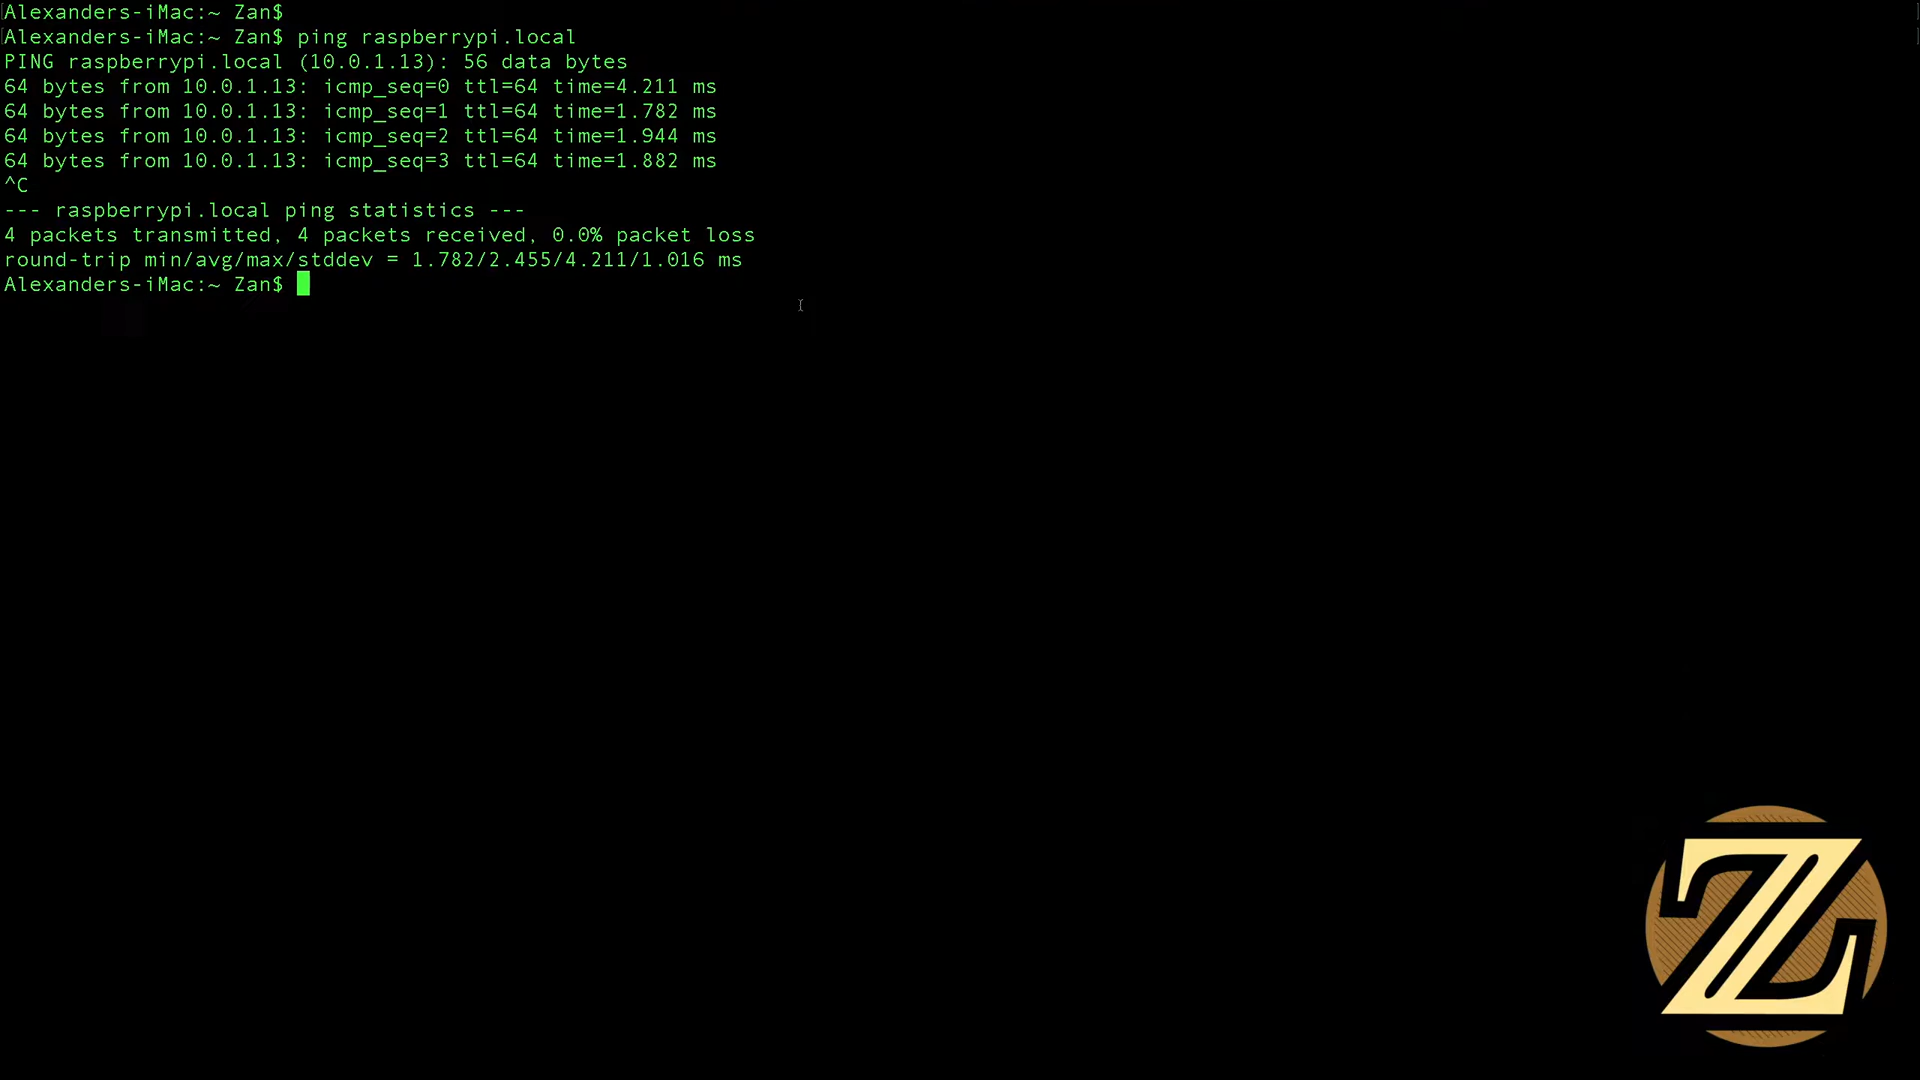 Alexanders-iMac:~ Zan$
Alexanders-iMac:~ Zan$ ping raspberrypi.local
PING raspberrypi.local (10.0.1.13): 56 data bytes
64 bytes from 10.0.1.13: icmp_seq=0 ttl=64 time=4.211 ms
64 bytes from 10.0.1.13: icmp_seq=1 ttl=64 time=1.782 ms
64 bytes from 10.0.1.13: icmp_seq=2 ttl=64 time=1.944 ms
64 bytes from 10.0.1.13: icmp_seq=3 ttl=64 time=1.882 ms
^C
--- raspberrypi.local ping statistics ---
4 packets transmitted, 4 packets received, 0.0% packet loss
round-trip min/avg/max/stddev = 1.782/2.455/4.211/1.016 ms
Alexanders-iMac:~ Zan$
Z